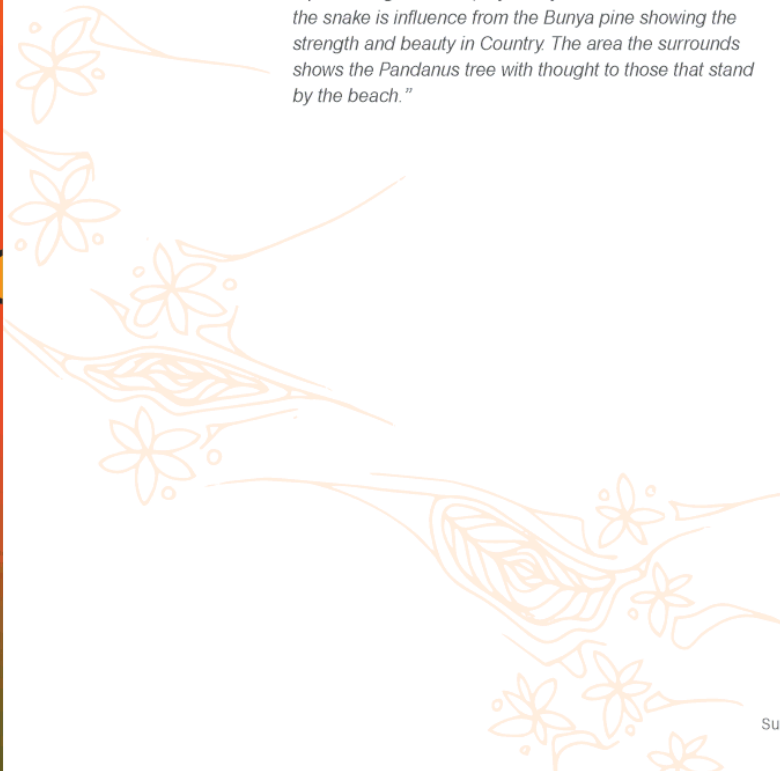 the snake is influence from the Bunya pine showing the
strength and beauty in Country. The area the surrounds
shows the Pandanus tree with thought to those that stand
by the beach.”
Su